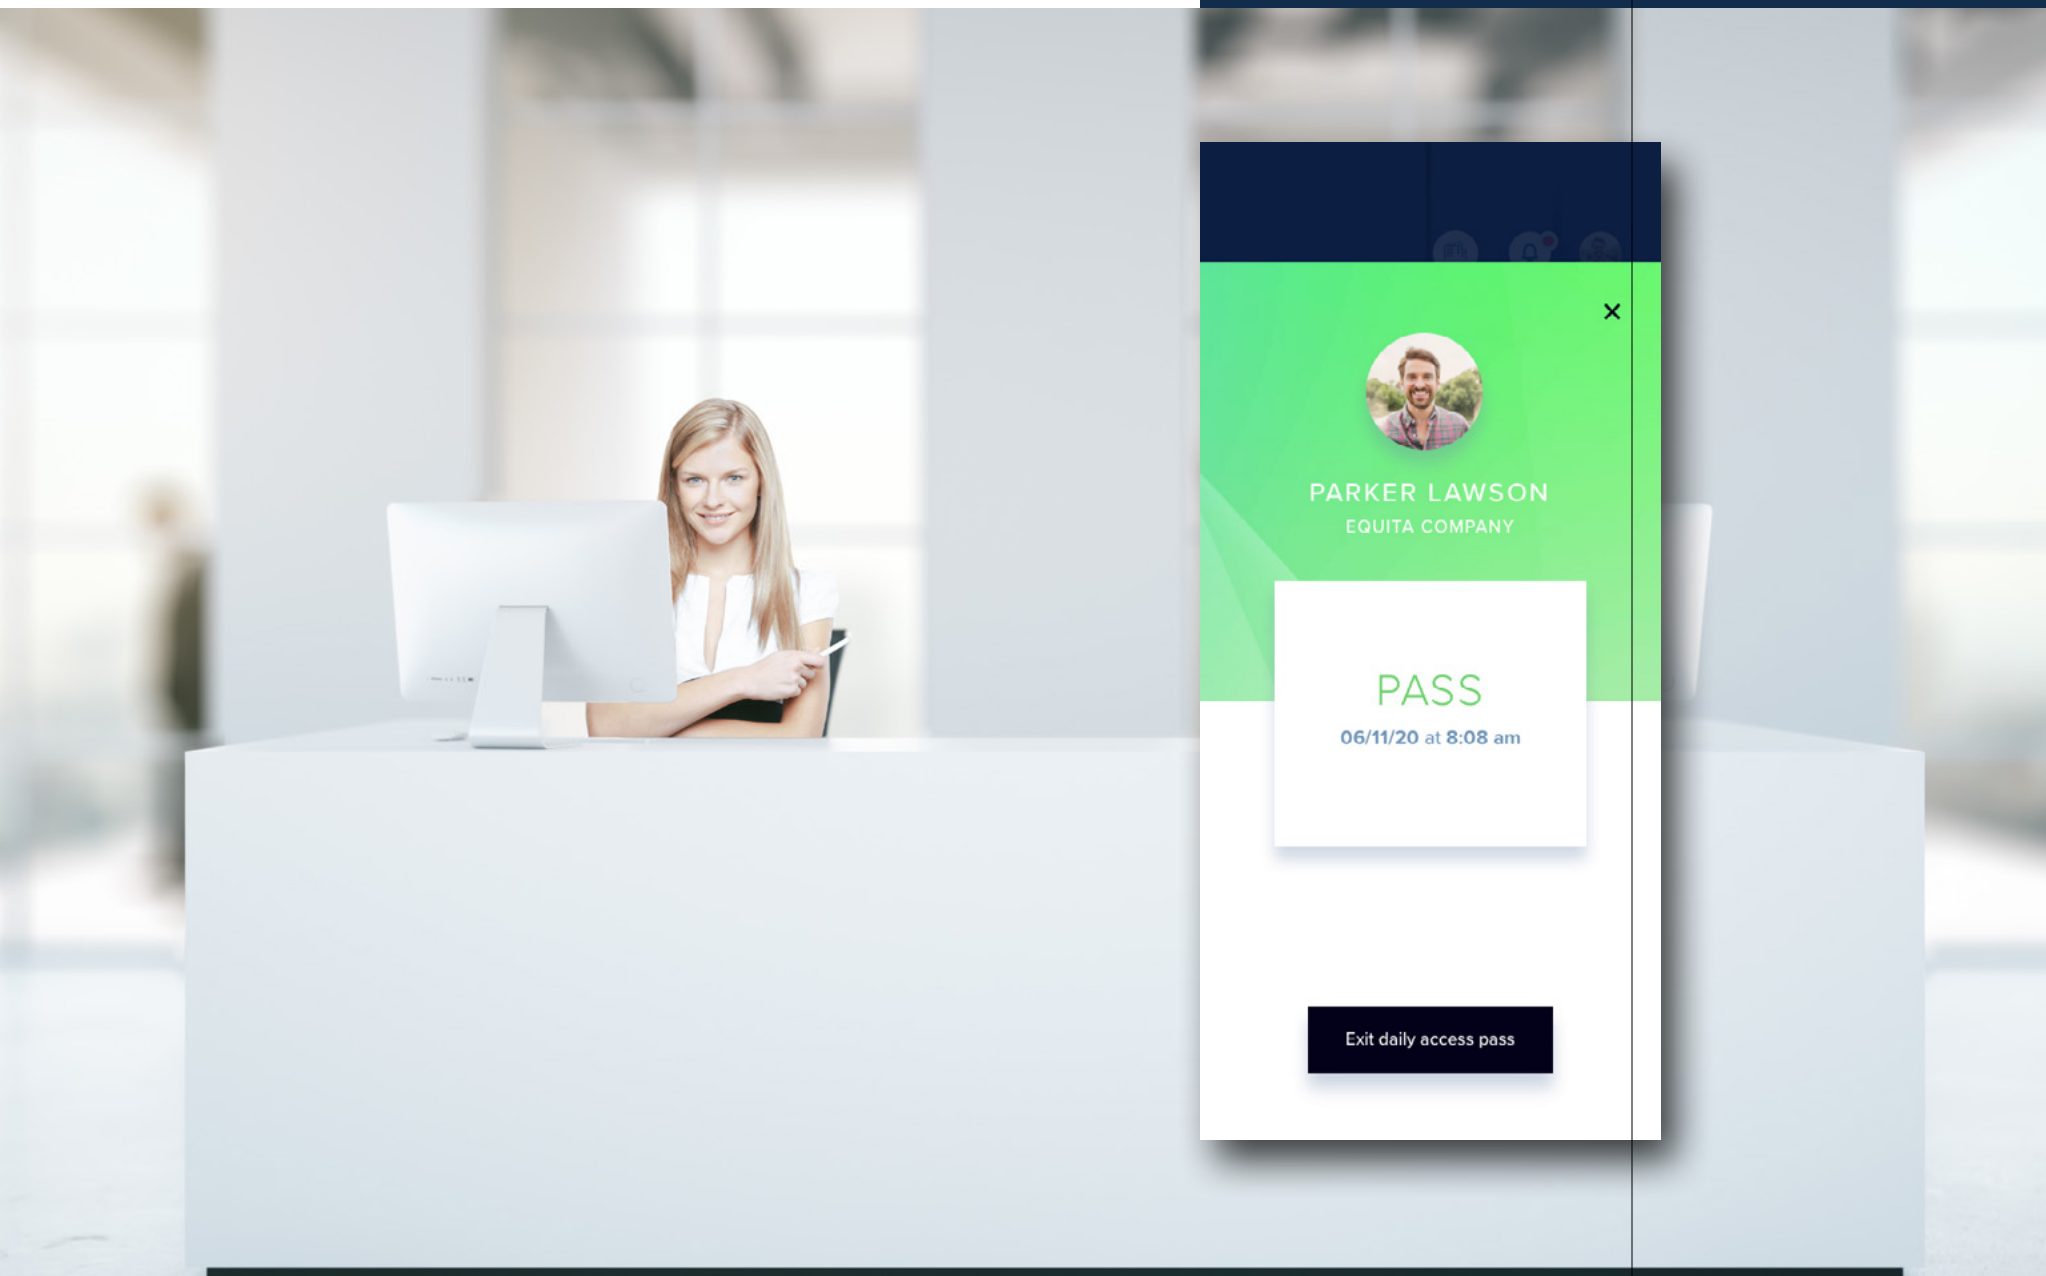 PARKER LAWSON
EQUITA COMPANY
PASS
06/11/20 at 8:08 am
Exit daily access pass